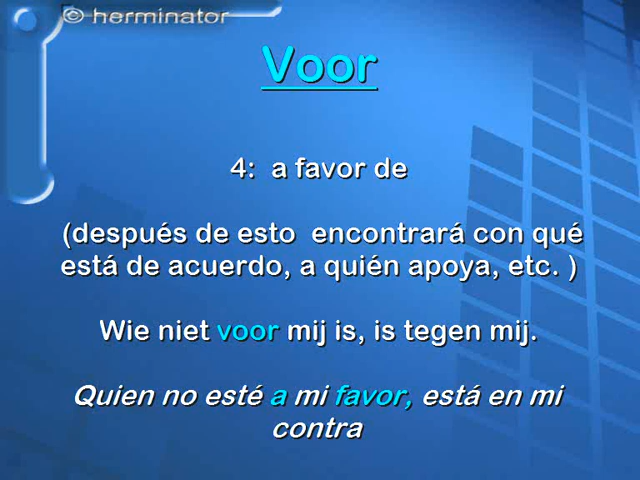 © herminator
Voor
4: a favor de
(después de esto encontrará con qué
está de acuerdo, a quién apoya, etc. )
Wie niet voor mij is, is tegen mij.
Quien no esté a mi favor, está en mi
contra